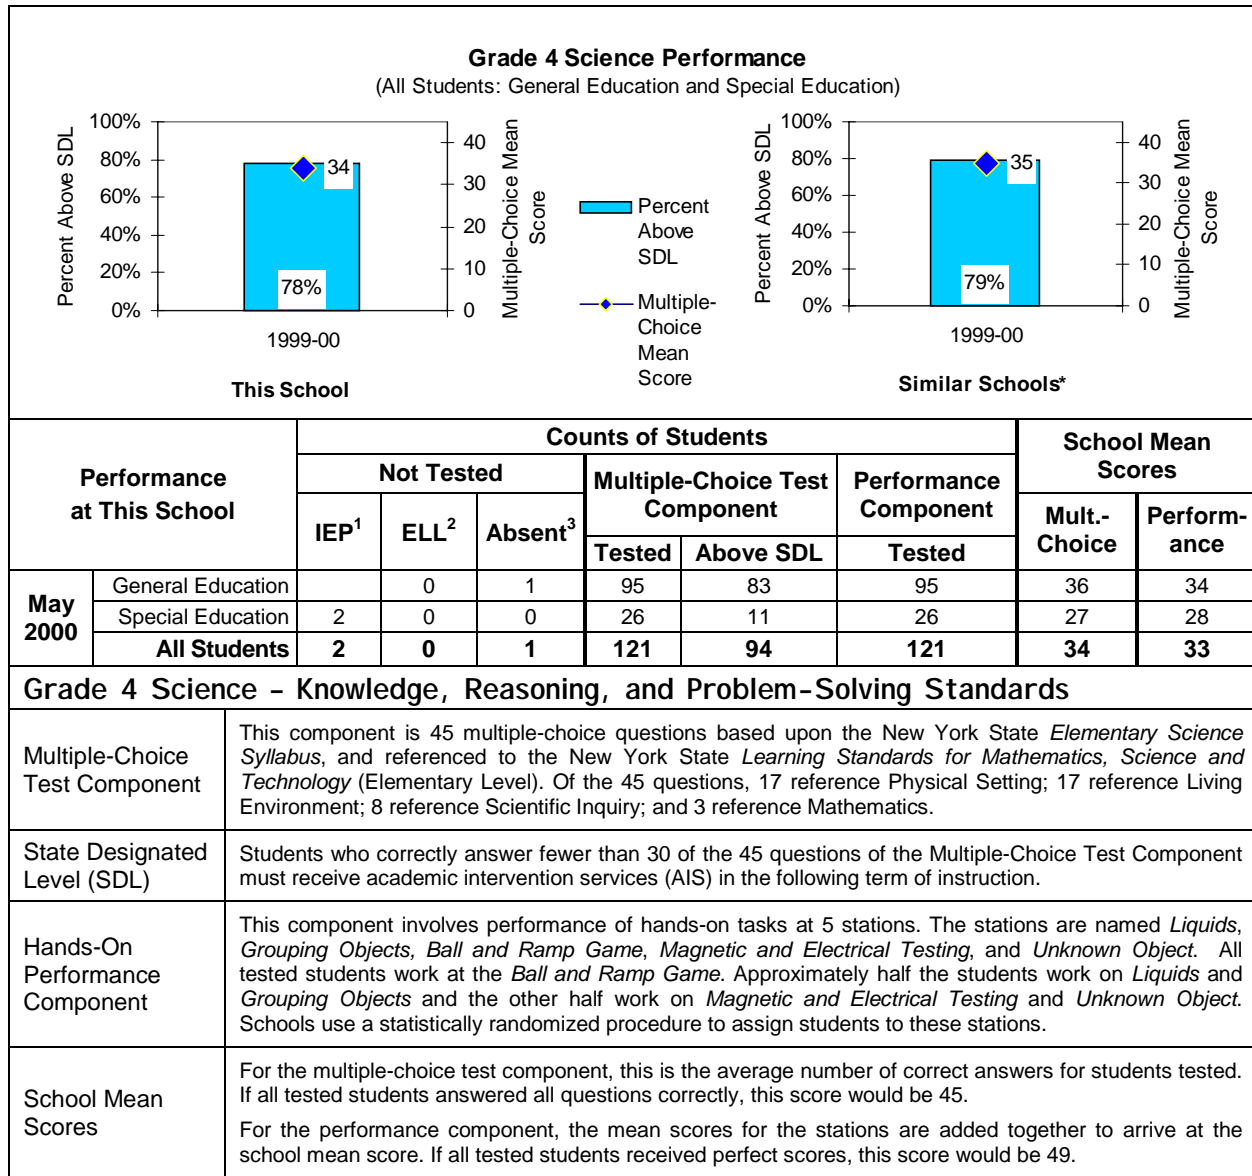 Grade 4 Science Performance
(All Students: General Education and Special Education)
Percent Above SDL
100%
80%
60%
40%
20%
0%
34
78%
40
30
20
10
0
Multiple-Choice Mean
Score
1999-00
This School
Percent
Above
SDL
Multiple-
Choice
Mean
Score
Percent Above SDL
100%
80%
60%
40%
20%
0%
35
79%
40
30
20
10
0
Multiple-Choice Mean
Score
1999-00
Similar Schools*
Performance
at This School
Counts of Students
School Mean
Scores
Not Tested
Multiple-Choice Test
Component
Performance
Component
IEP1 ELL2 Absent3
Mult.-
Choice
Perform-
ance
Tested Above SDL Tested
May
2000
General Education 0 1 95 83 95 36 34
Special Education 2 0 0 26 11 26 27 28
All Students 2 0 1 121 94 121 34 33
Grade 4 Science – Knowledge, Reasoning, and Problem-Solving Standards
Multiple-Choice
Test Component
This component is 45 multiple-choice questions based upon the New York State Elementary Science
Syllabus, and referenced to the New York State Learning Standards for Mathematics, Science and
Technology (Elementary Level). Of the 45 questions, 17 reference Physical Setting; 17 reference Living
Environment; 8 reference Scientific Inquiry; and 3 reference Mathematics.
State Designated
Level (SDL)
Students who correctly answer fewer than 30 of the 45 questions of the Multiple-Choice Test Component
must receive academic intervention services (AIS) in the following term of instruction.
Hands-On
Performance
Component
This component involves performance of hands-on tasks at 5 stations. The stations are named Liquids,
Grouping Objects, Ball and Ramp Game, Magnetic and Electrical Testing, and Unknown Object. All
tested students work at the Ball and Ramp Game. Approximately half the students work on Liquids and
Grouping Objects and the other half work on Magnetic and Electrical Testing and Unknown Object.
Schools use a statistically randomized procedure to assign students to these stations.
School Mean
Scores
For the multiple-choice test component, this is the average number of correct answers for students tested.
If all tested students answered all questions correctly, this score would be 45.
For the performance component, the mean scores for the stations are added together to arrive at the
school mean score. If all tested students received perfect scores, this score would be 49.